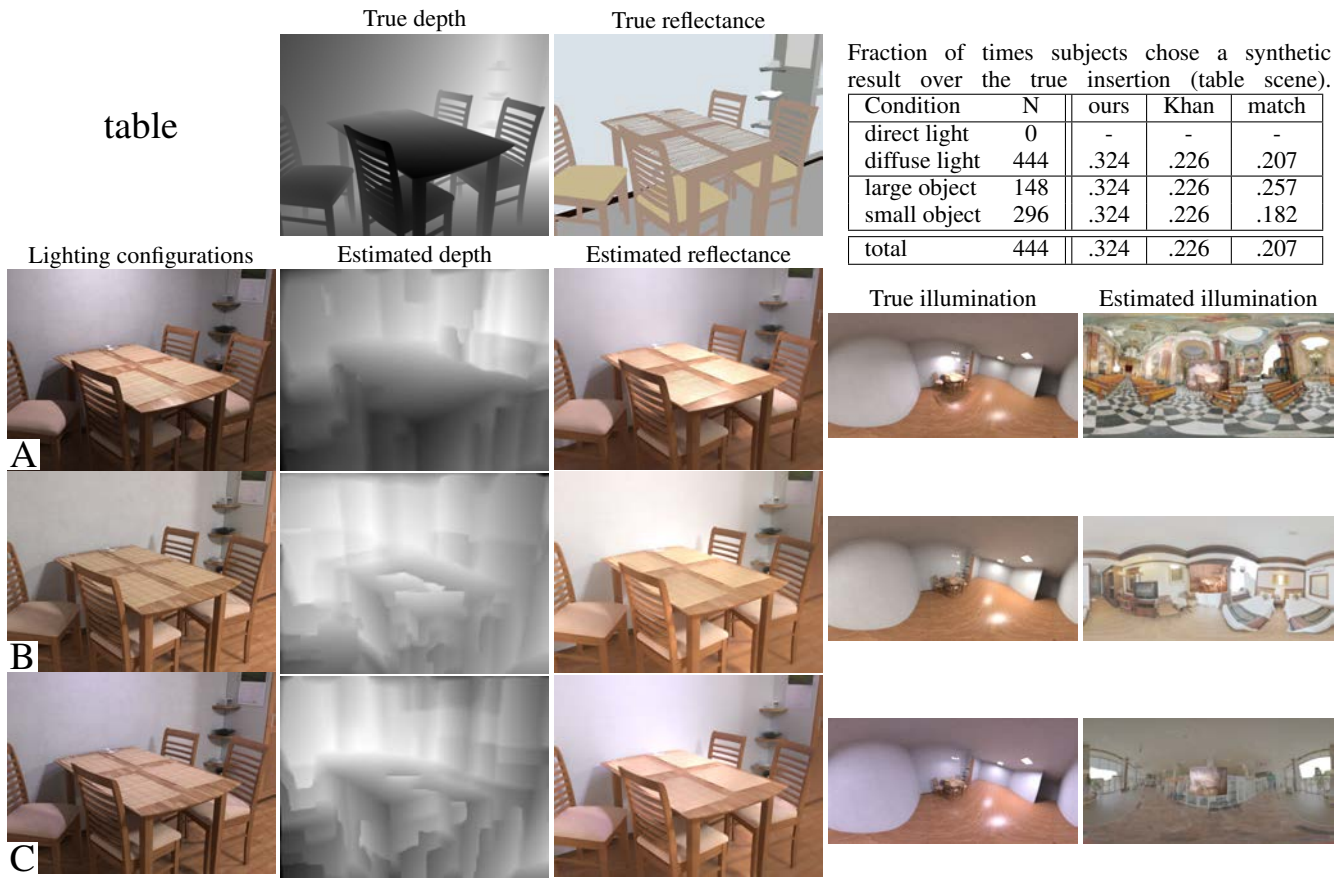 True depth
True reflectance
table
Fraction of times subjects chose a synthetic
result over the true insertion (table scene).
Condition N ours Khan match
direct light 0 - - -
diffuse light 444 .324 .226 .207
large object 148 .324 .226 .257
small object 296 .324 .226 .182
total 444 .324 .226 .207
Lighting configurations
Estimated depth
Estimated reflectance
True illumination
Estimated illumination
A
B
C